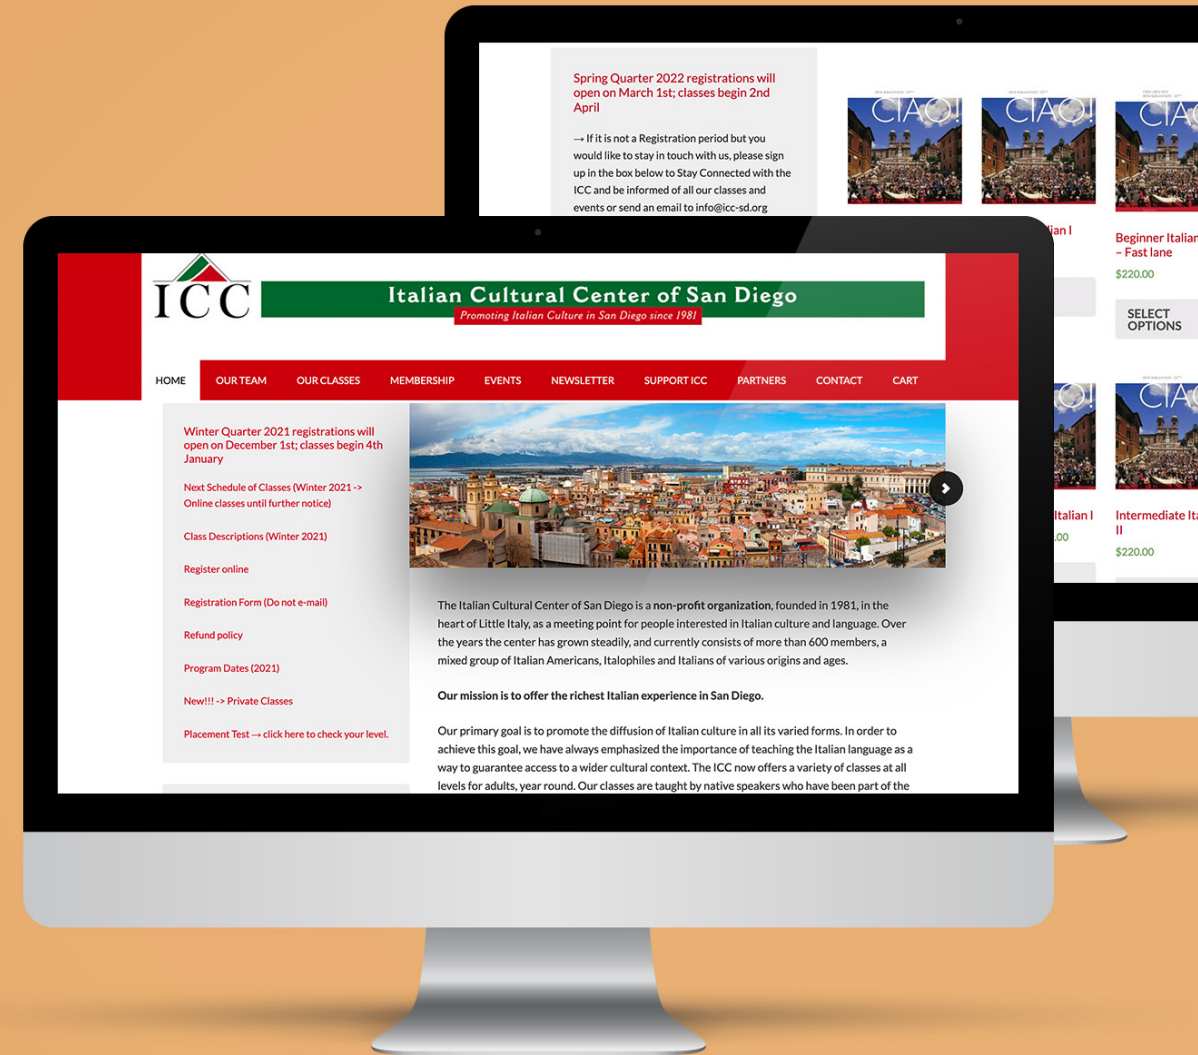 Spring Quarter 2022 registrations will
open on March 1st; classes begin 2nd
April
→ If it is not a Registration period but you
would like to stay in touch with us, please sign
up in the box below to Stay Connected with the
ICC and be informed of all our classes and
events or send an email to info@icc-sd.org
CIAO!
CIAO!
CIAO
lian I
Beginner Italian
– Fast lane
$220.00
SELECT
OPTIONS
CIAO
Italian I
.00
Intermediate Ita
II
$220.00
ICC
Italian Cultural Center of San Diego
Promoting Italian Culture in San Diego since 1981
HOME OUR TEAM OUR CLASSES MEMBERSHIP EVENTS NEWSLETTER SUPPORT ICC PARTNERS CONTACT CART
Winter Quarter 2021 registrations will
open on December 1st; classes begin 4th
January
Next Schedule of Classes (Winter 2021 ->
Online classes until further notice)
Class Descriptions (Winter 2021)
Register online
Registration Form (Do not e-mail)
Refund policy
Program Dates (2021)
New!!! -> Private Classes
Placement Test → click here to check your level.
The Italian Cultural Center of San Diego is a non-profit organization, founded in 1981, in the
heart of Little Italy, as a meeting point for people interested in Italian culture and language. Over
the years the center has grown steadily, and currently consists of more than 600 members, a
mixed group of Italian Americans, Italophiles and Italians of various origins and ages.
Our mission is to offer the richest Italian experience in San Diego.
Our primary goal is to promote the diffusion of Italian culture in all its varied forms. In order to
achieve this goal, we have always emphasized the importance of teaching the Italian language as a
way to guarantee access to a wider cultural context. The ICC now offers a variety of classes at all
levels for adults, year round. Our classes are taught by native speakers who have been part of the